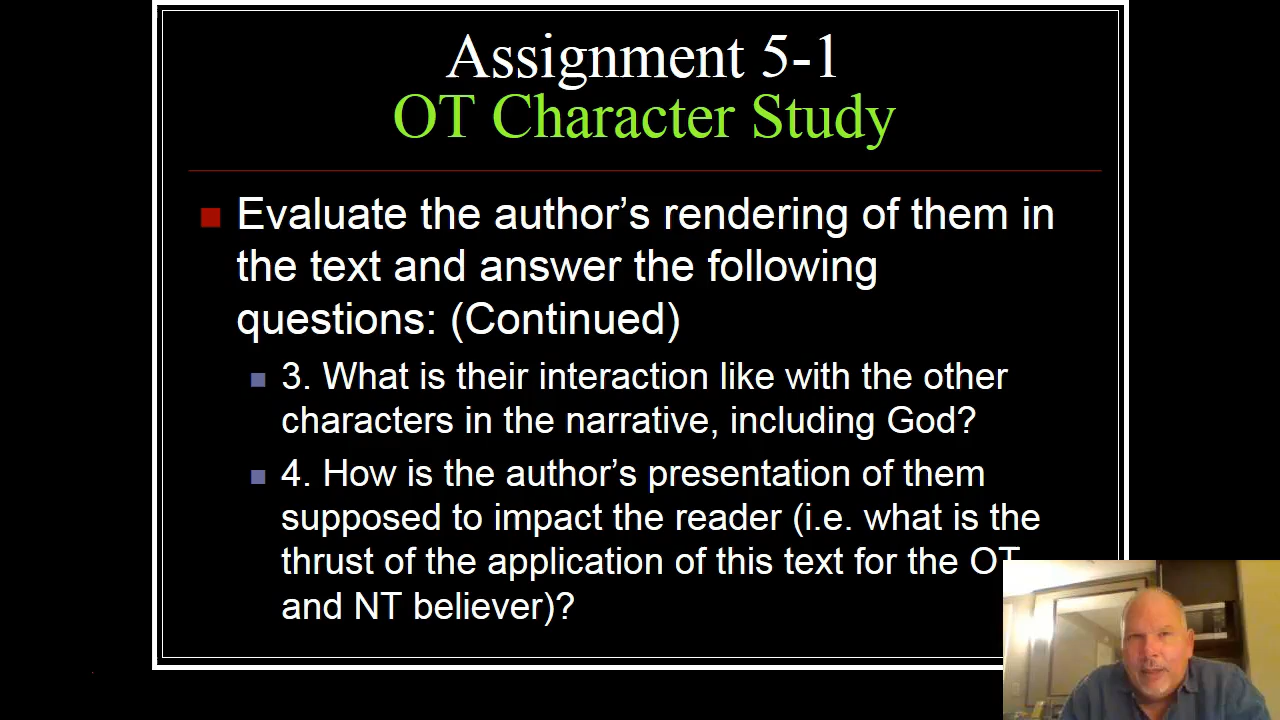 Assignment 5-1
OT Character Study
Evaluate the author’s rendering of them in
the text and answer the following
questions: (Continued)
3. What is their interaction like with the other
characters in the narrative, including God?
4. How is the author’s presentation of them
supposed to impact the reader (i.e. what is the
thrust of the application of this text for the OT
and NT believer)?